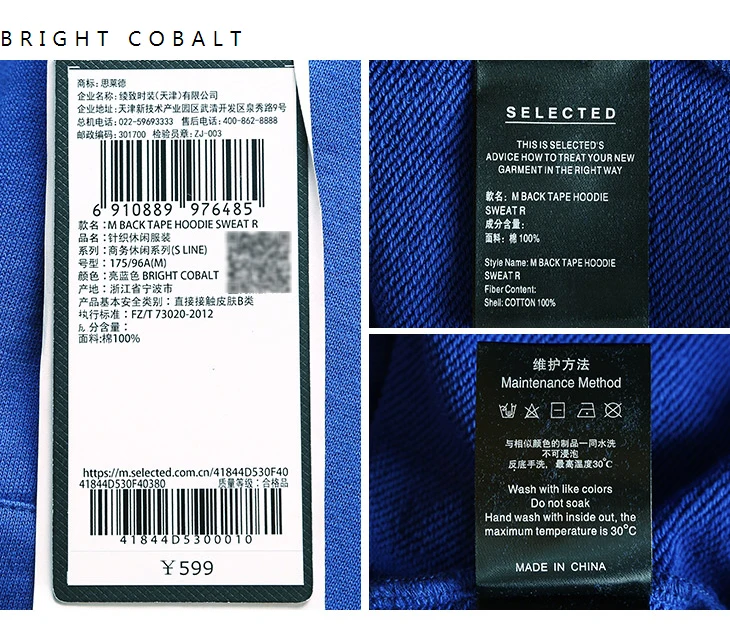 BRIGHT COBALT
商标：思莱德
企业名称：绫致时装(天津)有限公司
企业地址：天津新技术产业园区武清开发区泉秀路9号
总机电话：022-59693333 售后电话：400-862-8888
邮政编码：301700 检验员章：ZJ-003
6 910889 976485
款名：M BACK TAPE HOODIE SWEAT R
品名：针织休闲服装
系列：商务休闲系列(S LINE)
号型：175/96A(M)
颜色：亮蓝色 BRIGHT COBALT
产地：浙江省宁波市
产品基本安全类别：直接接触皮肤B类
执行标准：FZ/T 73020-2012
分含量：
面料:棉100%
https://m.selected.com.cn/41844D530F40
41844D530F40380 质量等级：合格品
41844D5300010
￥599
SELECTED
THIS IS SELECTED'S
ADVICE HOW TO TREAT YOUR NEW
GARMENT IN THE RIGHT WAY
款名: M BACK TAPE HOODIE
SWEAT R
成分含量:
面料: 棉 100%
Style Name: M BACK TAPE HOODIE
SWEAT R
Fiber Content:
Shell: COTTON 100%
维护方法
Maintenance Method
与相似颜色的制品一同水洗
不可浸泡
反底手洗，最高温度30℃
Wash with like colors
Do not soak
Hand wash with inside out, the
maximum temperature is 30℃
MADE IN CHINA